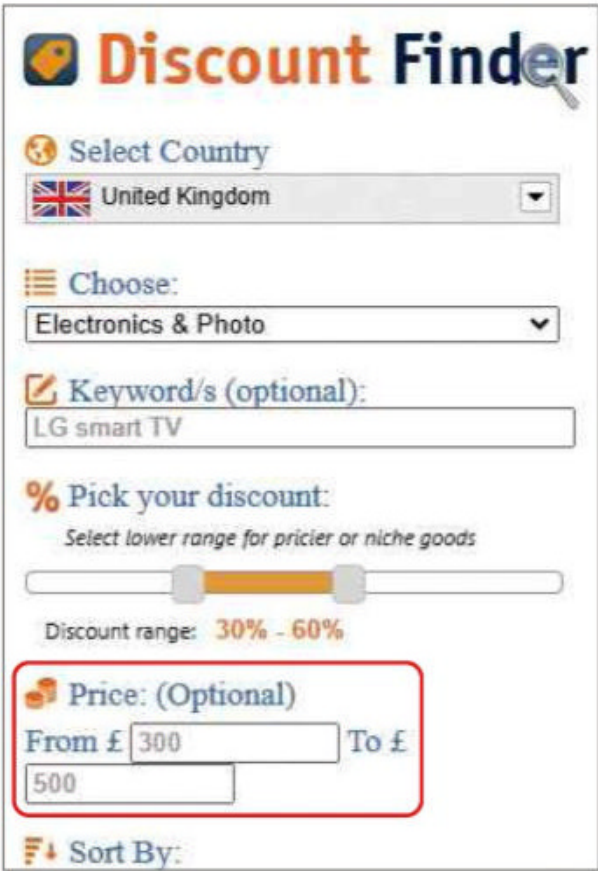 Discount Finder
Select Country
United Kingdom
Choose:
Electronics & Photo
Keyword/s (optional):
LG smart TV
% Pick your discount:
Select lower range for pricier or niche goods
Discount range: 30% - 60%
Price: (Optional)
From £ 300 To £
500
Sort By: